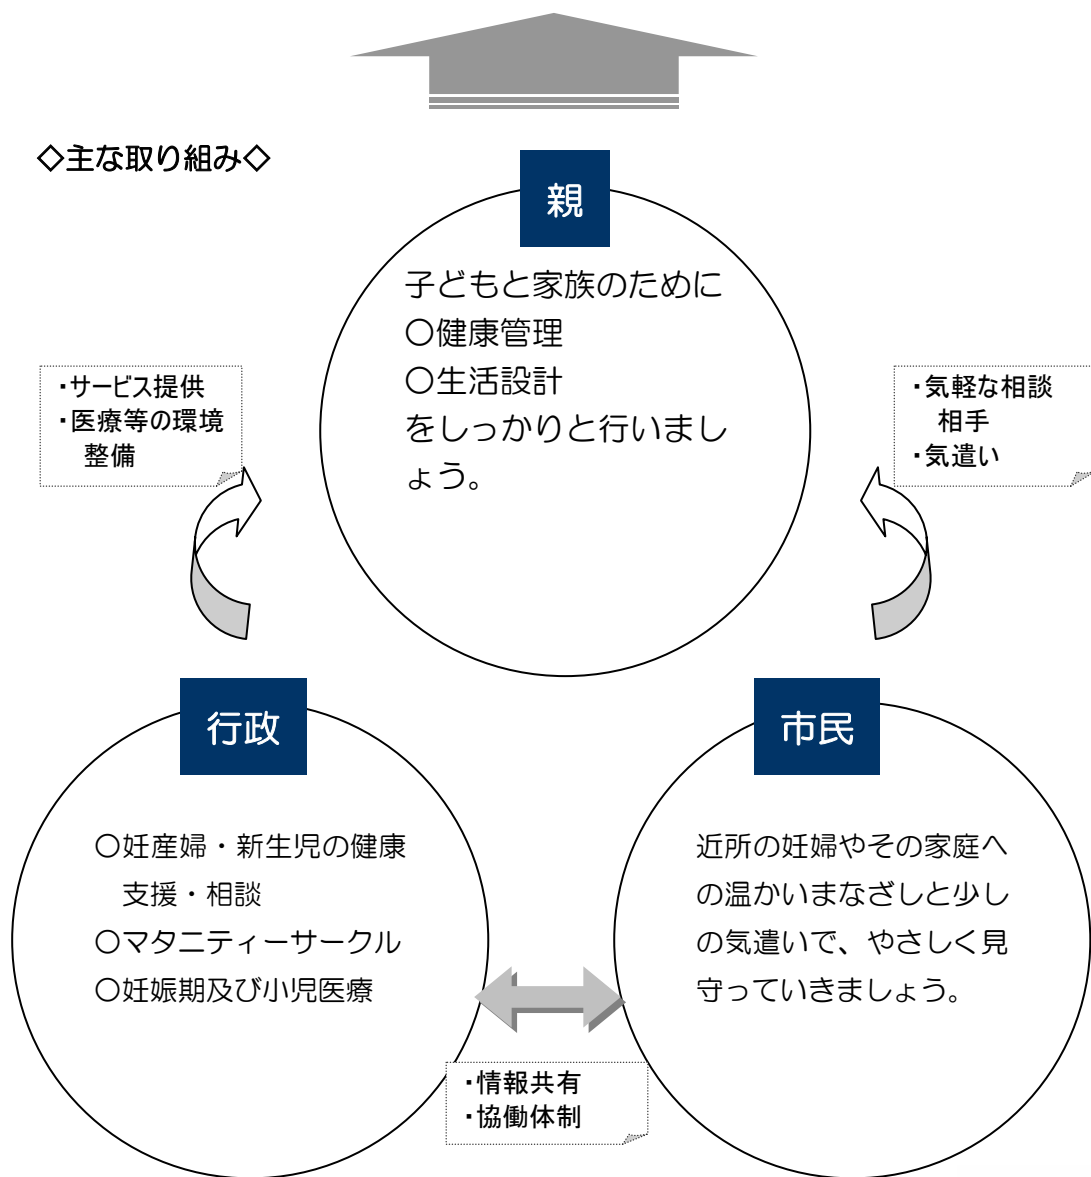 ◇主な取り組み◇
親
子どもと家族のために
〇健康管理
〇生活設計
をしっかりと行いまし
ょう。
・サービス提供
・医療等の環境
整備
・気軽な相談
相手
・気遣い
行政
〇妊産婦・新生児の健康
支援・相談
〇マタニティーサークル
〇妊娠期及び小児医療
市民
近所の妊婦やその家庭へ
の温かいまなざしと少し
の気遣いで、やさしく見
守っていきましょう。
・情報共有
・協働体制